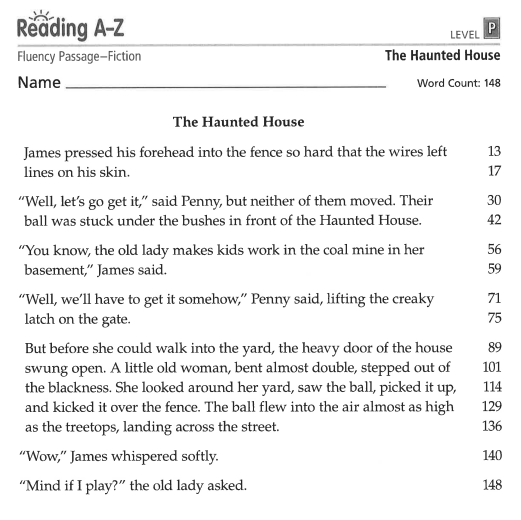 Reading A-Z
LEVEL P
Fluency Passage—Fiction
The Haunted House
Name
Word Count: 148
The Haunted House
James pressed his forehead into the fence so hard that the wires left 13
lines on his skin. 17
“Well, let’s go get it,” said Penny, but neither of them moved. Their 30
ball was stuck under the bushes in front of the Haunted House. 42
“You know, the old lady makes kids work in the coal mine in her 56
basement,” James said. 59
“Well, we’ll have to get it somehow,” Penny said, lifting the creaky 71
latch on the gate. 75
But before she could walk into the yard, the heavy door of the house 89
swung open. A little old woman, bent almost double, stepped out of 101
the blackness. She looked around her yard, saw the ball, picked it up, 114
and kicked it over the fence. The ball flew into the air almost as high 129
as the treetops, landing across the street. 136
“Wow,” James whispered softly. 140
“Mind if I play?” the old lady asked. 148